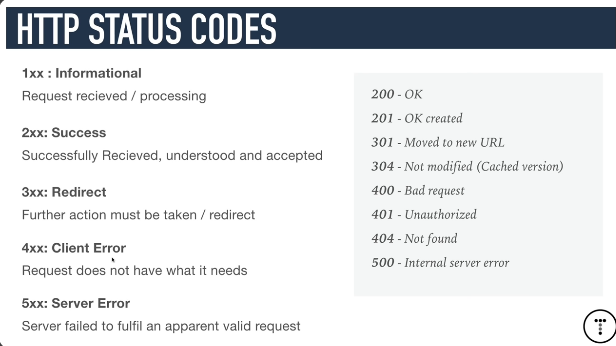 HTTP STATUS CODES
1xx : Informational
Request recieved / processing
2xx: Success
Successfully Recieved, understood and accepted
3xx: Redirect
Further action must be taken / redirect
4xx: Client Error
Request does not have what it needs
5xx: Server Error
Server failed to fulfil an apparent valid request
200 - OK
201 - OK created
301 - Moved to new URL
304 - Not modified (Cached version)
400 - Bad request
401 - Unauthorized
404 - Not found
500 - Internal server error